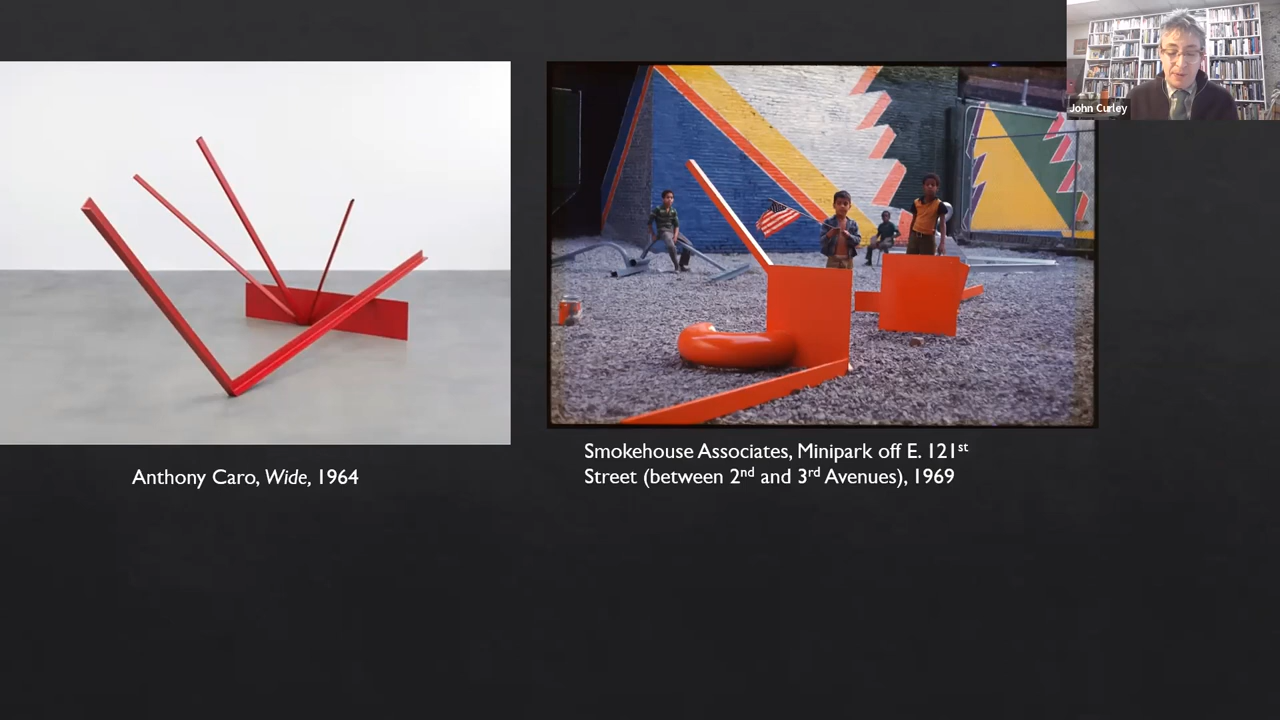 John Curley
Anthony Caro, Wide, 1964
Smokehouse Associates, Minipark off E. 121st
Street (between 2nd and 3rd Avenues), 1969